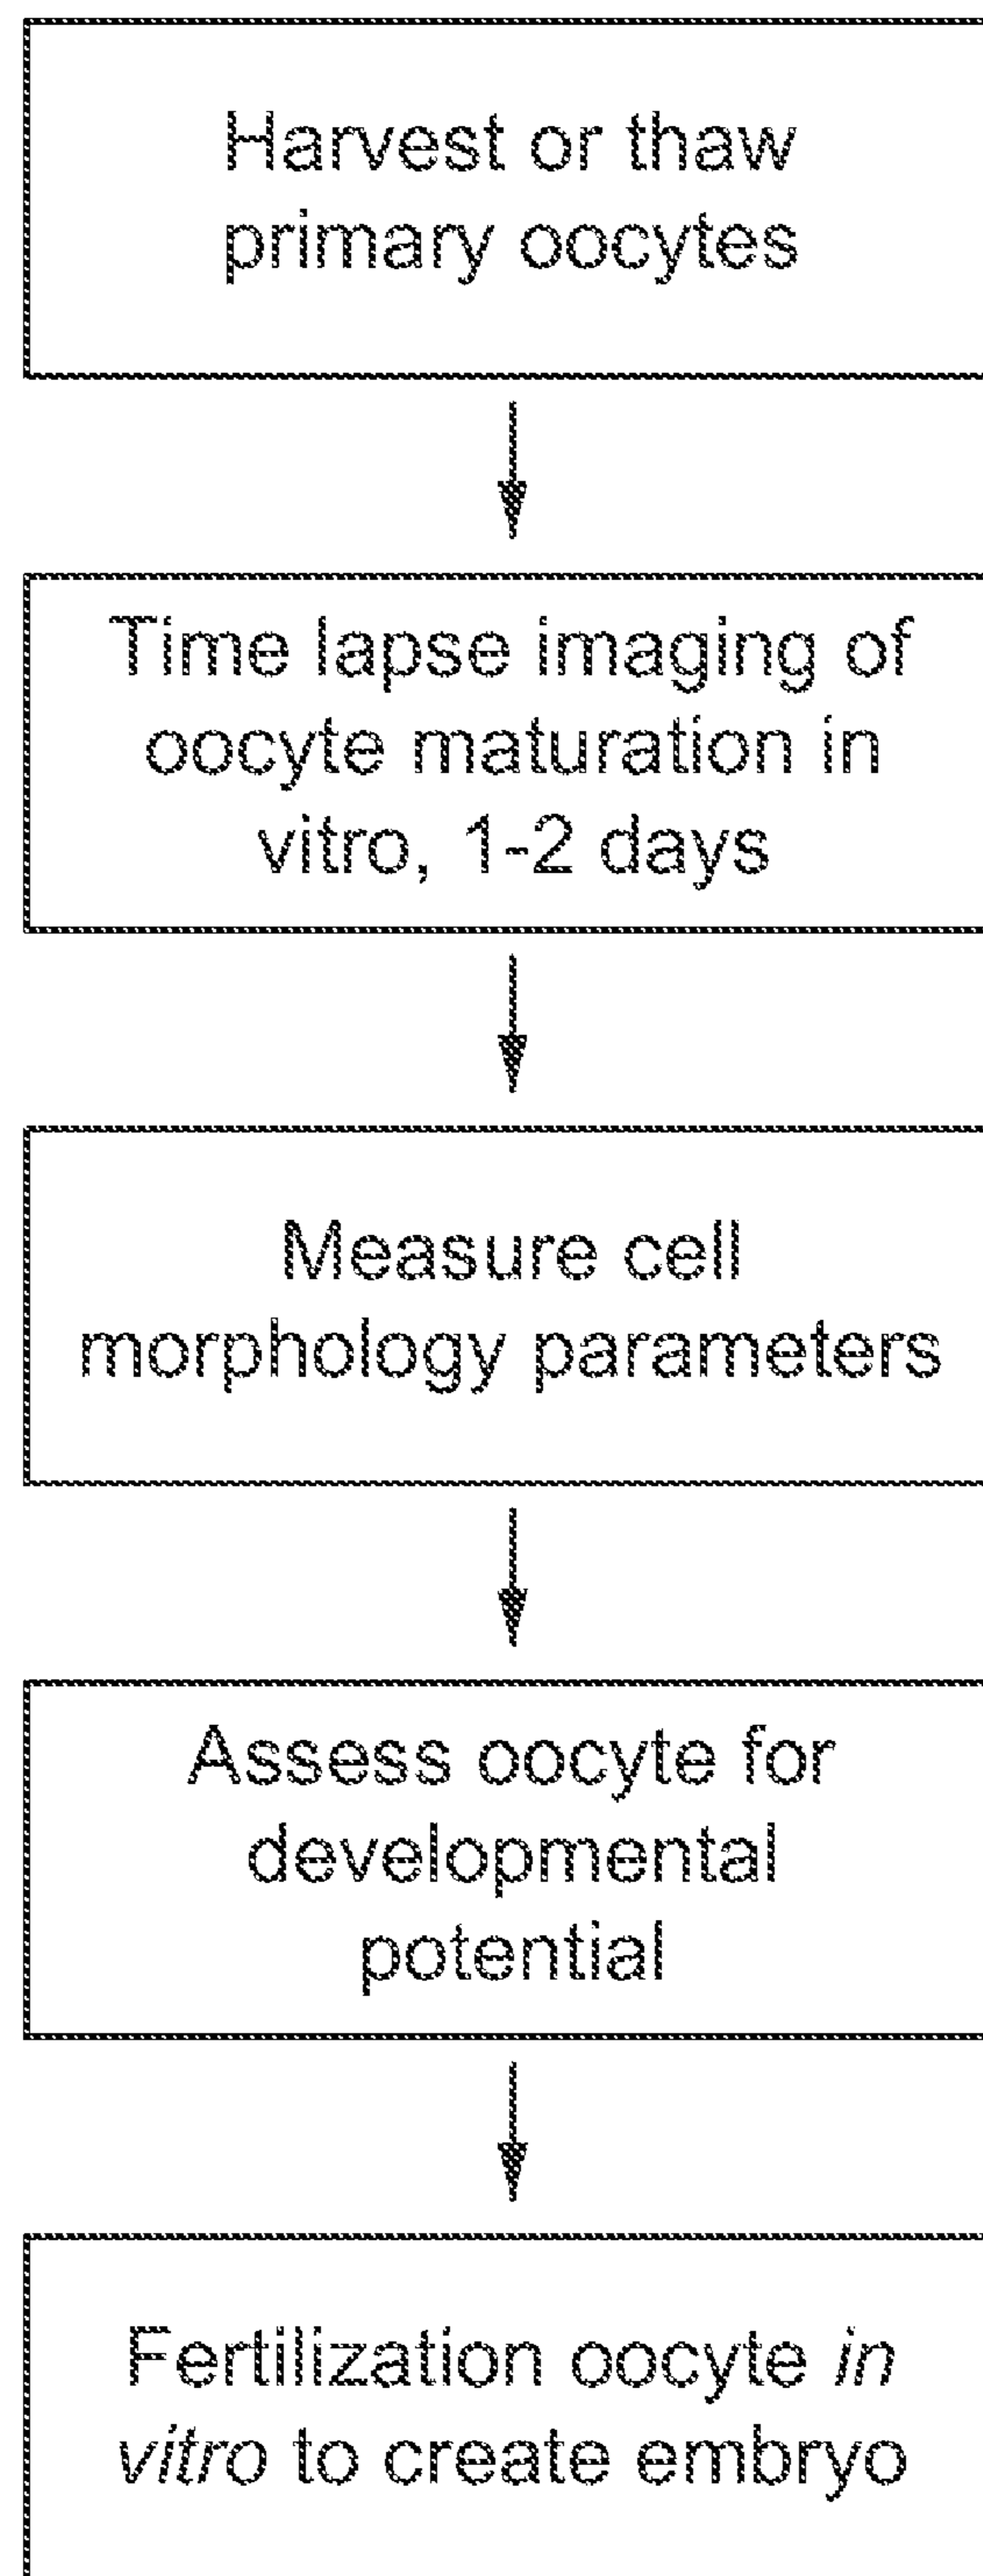 Harvest or thaw
primary oocytes
Time lapse imaging of
oocyte maturation in
vitro, 1-2 days
Measure cell
morphology parameters
Assess oocyte for
developmental
potential
Fertilization oocyte in
vitro to create embryo